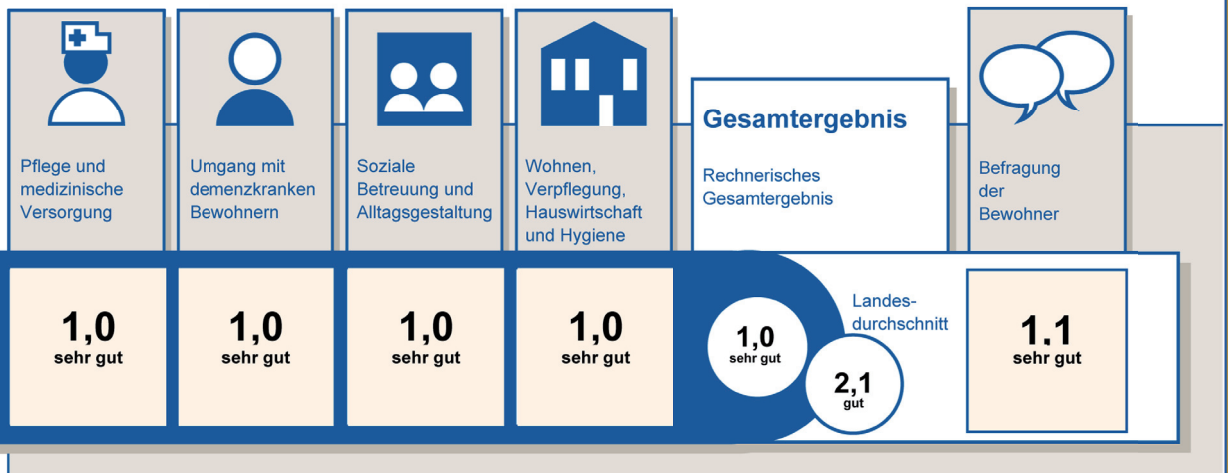 Pflege und
medizinische
Versorgung
Umgang mit
demenzkranken
Bewohnern
Soziale
Betreuung und
Alltagsgestaltung
Wohnen,
Verpflegung,
Hauswirtschaft
und Hygiene
Gesamtergebnis
Rechnerisches
Gesamtergebnis
Befragung
der
Bewohner
1,0
sehr gut
1,0
sehr gut
1,0
sehr gut
1,0
sehr gut
1,0
sehr gut
Landes-
durchschnitt
2,1
gut
1,1
sehr gut